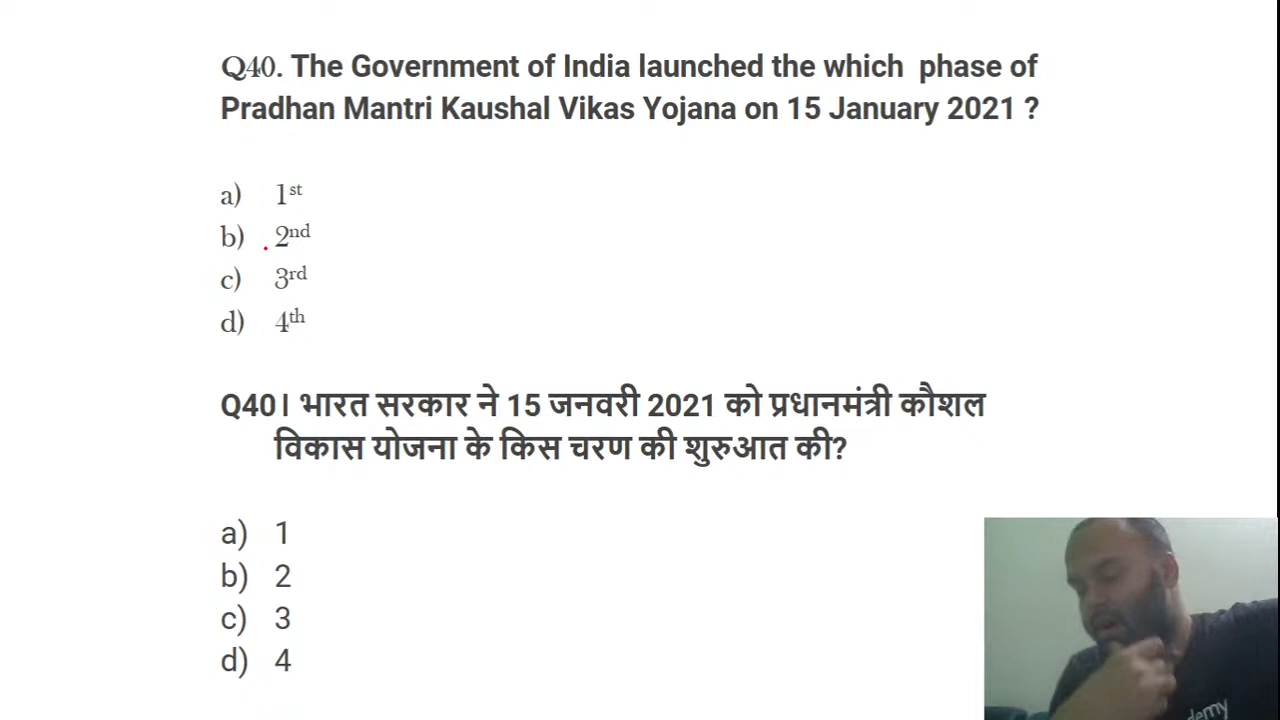 Q40. The Government of India launched the which phase of
Pradhan Mantri Kaushal Vikas Yojana on 15 January 2021 ?
a) 1st
b) 2nd
c) 3rd
d) 4th
Q40। भारत सरकार ने 15 जनवरी 2021 को प्रधानमंत्री कौशल
विकास योजना के किस चरण की शुरुआत की?
a) 1
b) 2
c) 3
d) 4
demy